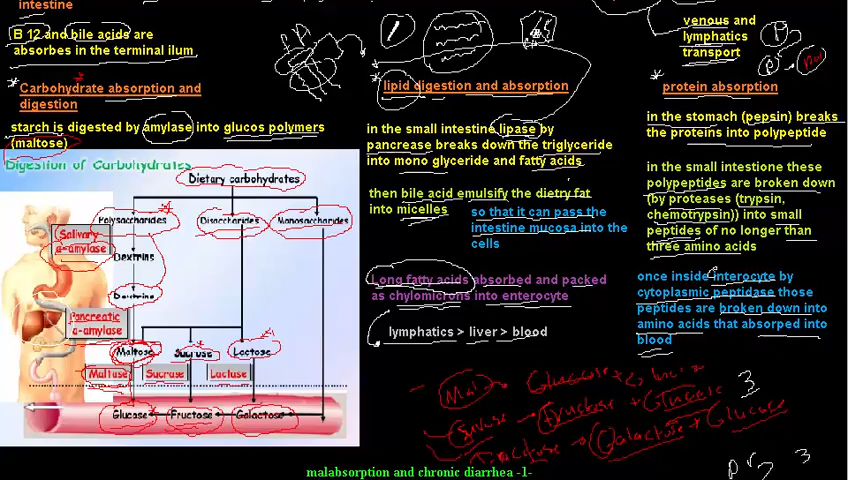 intestine
B 12 and bile acids are
absorbes in the terminal ilum
Carbohydrate absorption and
digestion
starch is digested by amylase into glucos polymers
(maltose)
Digestion of Carbohydrates
Dietary carbohydrates
Polysaccharides Disaccharides Monosaccharides
Salivary
α-amylase
Dextrins
Dextrins
Pancreatic
α-amylase
Maltose Sucrose Lactose
Maltase Sucrase Lactase
Glucose Fructose Galactose
lipid digestion and absorption
in the small intestine lipase by
pancrease breaks down the triglyceride
into mono glyceride and fatty acids
then bile acid emulsify the dietry fat
into micelles
so that it can pass the
intestine mucosa into the
cells
Long fatty acids absorbed and packed
as chylomicrons into enterocyte
lymphatics > liver > blood
venous and
lymphatics
transport
protein absorption
in the stomach (pepsin) breaks
the proteins into polypeptide
in the small intestione these
polypeptides are broken down
(by proteases (trypsin,
chemotrypsin)) into small
peptides of no longer than
three amino acids
once inside interocyte by
cytoplasmic peptidase those
peptides are broken down into
amino acids that absorped into
blood
Fructose + Glucose 3
Galactose + Glucose
3
malabsorption and chronic diarrhea -1-